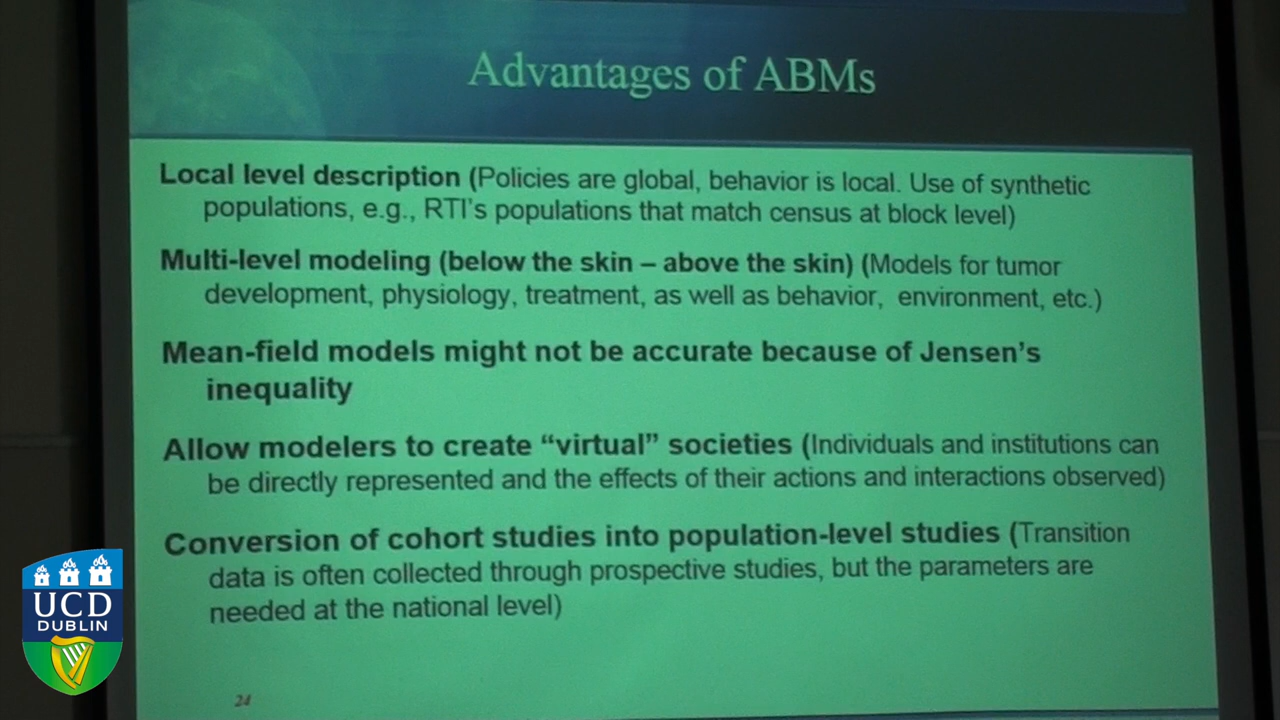 Advantages of ABMs
Local level description (Policies are global, behavior is local. Use of synthetic
populations, e.g., RTI's populations that match census at block level)
Multi-level modeling (below the skin – above the skin) (Models for tumor
development, physiology, treatment, as well as behavior, environment, etc.)
Mean-field models might not be accurate because of Jensen's
inequality
Allow modelers to create “virtual” societies (Individuals and institutions can
be directly represented and the effects of their actions and interactions observed)
Conversion of cohort studies into population-level studies (Transition
data is often collected through prospective studies, but the parameters are
needed at the national level)
24
UCD
DUBLIN